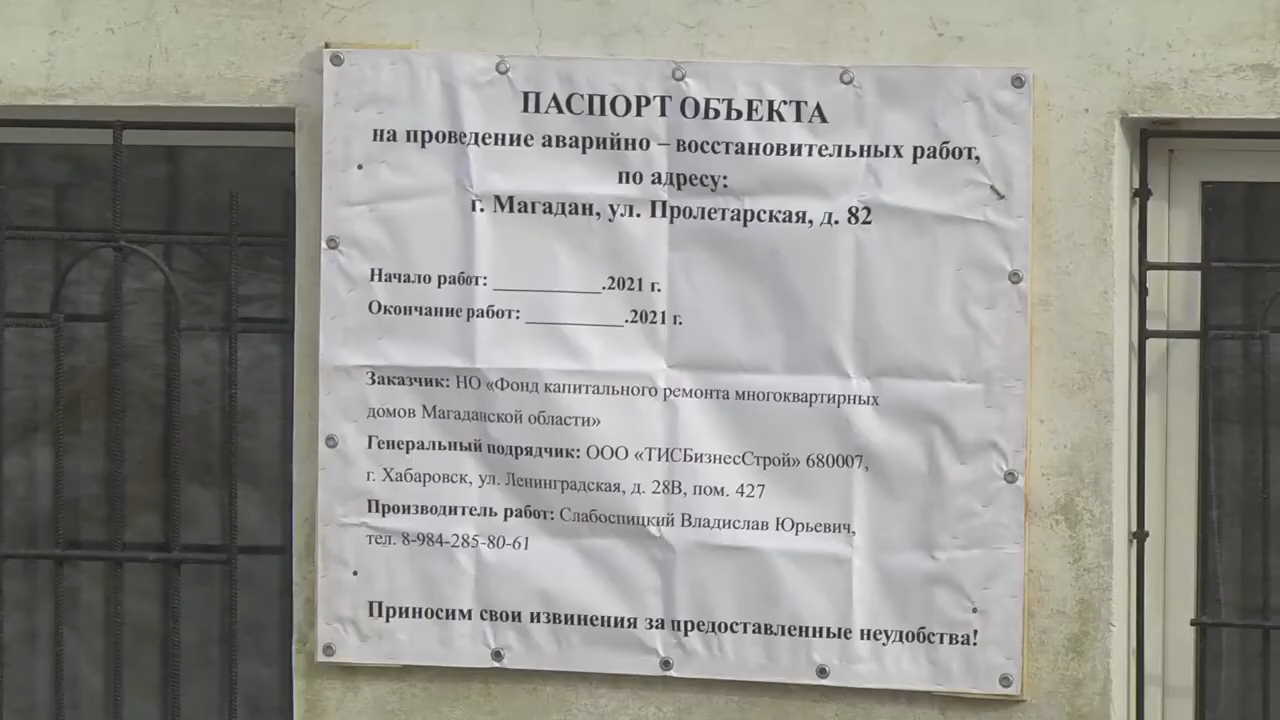 ПАСПОРТ ОБЪЕКТА
на проведение аварийно – восстановительных работ,
по адресу:
г. Магадан, ул. Пролетарская, д. 82
Начало работ: ___________.2021 г.
Окончание работ: __________.2021 г.
Заказчик: НО «Фонд капитального ремонта многоквартирных
домов Магаданской области»
Генеральный подрядчик: ООО «ТИСБизнесСтрой» 680007,
г. Хабаровск, ул. Ленинградская, д. 28В, пом. 427
Производитель работ: Слабоспицкий Владислав Юрьевич,
тел. 8-984-285-80-61
Приносим свои извинения за предоставленные неудобства!